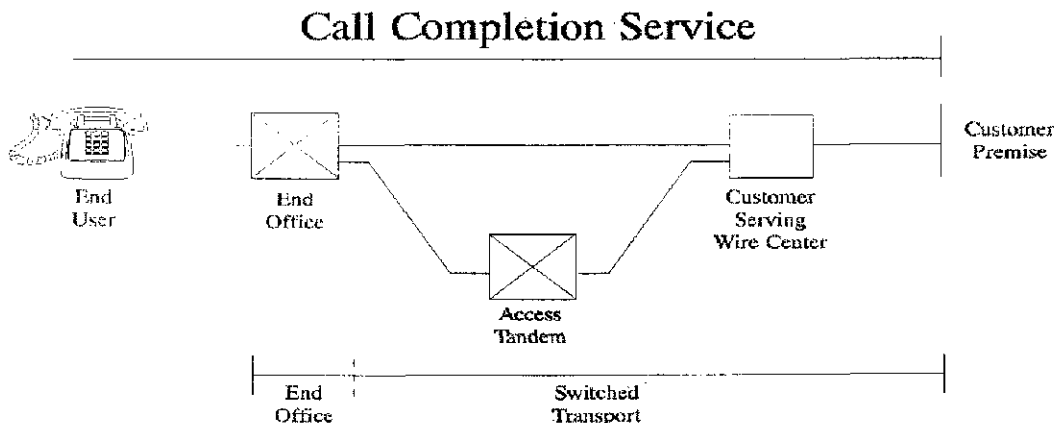 Call Completion Service
End
User
End
Office
Customer
Serving
Wire Center
Customer
Premise
Access
Tandem
End
Office
Switched
Transport